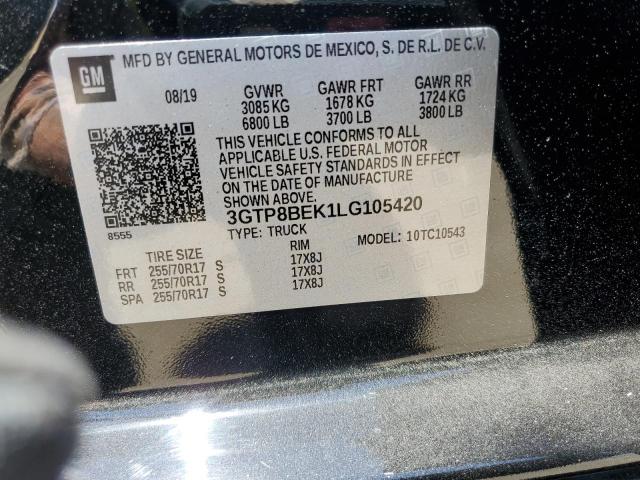 GM
MFD BY GENERAL MOTORS DE MEXICO, S. DE R.L. DE C.V.
08/19 GVWR GAWR FRT GAWR RR
3085 KG 1678 KG 1724 KG
6800 LB 3700 LB 3800 LB
THIS VEHICLE CONFORMS TO ALL
APPLICABLE U.S. FEDERAL MOTOR
VEHICLE SAFETY STANDARDS IN EFFECT
ON THE DATE OF MANUFACTURE
SHOWN ABOVE.
3GTP8BEK1LG105420
8555
TYPE: TRUCK MODEL: 10TC10543
TIRE SIZE RIM
FRT 255/70R17 S 17X8J
RR 255/70R17 S 17X8J
SPA 255/70R17 S 17X8J